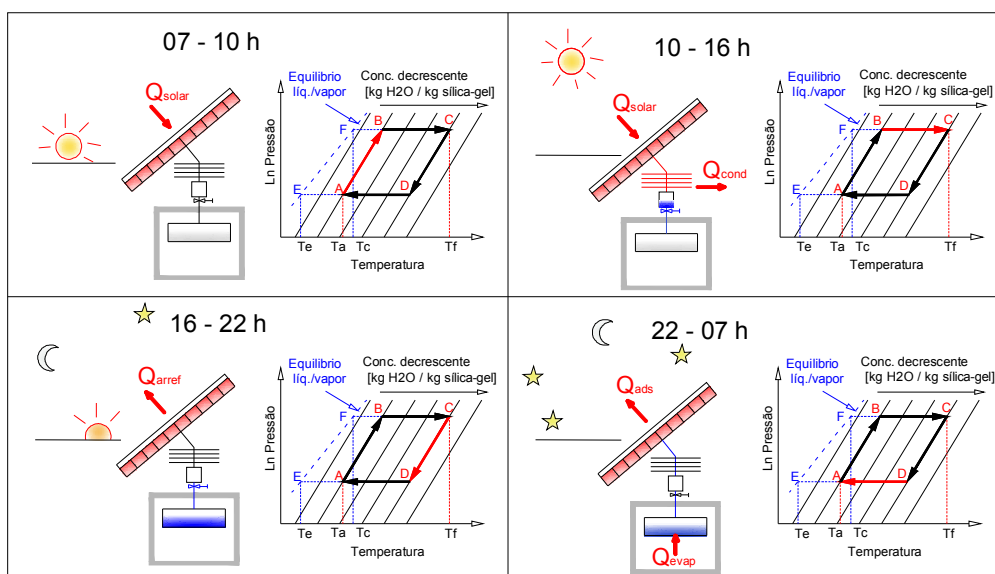 07 - 10 h
Qsolar
Equilibrio
líq./vapor
Conc. decrescente
[kg H2O / kg sílica-gel]
Ln Pressão
F
B
C
E
A
D
Te
Ta
Tc
Tf
Temperatura
10 - 16 h
Qsolar
Qcond
Equilibrio
líq./vapor
Conc. decrescente
[kg H2O / kg sílica-gel]
Ln Pressão
F
B
C
E
A
D
Te
Ta
Tc
Tf
Temperatura
16 - 22 h
Qarref
Equilibrio
líq./vapor
Conc. decrescente
[kg H2O / kg sílica-gel]
Ln Pressão
F
B
C
E
A
D
Te
Ta
Tc
Tf
Temperatura
22 - 07 h
Qads
Qevap
Equilibrio
líq./vapor
Conc. decrescente
[kg H2O / kg sílica-gel]
Ln Pressão
F
B
C
E
A
D
Te
Ta
Tc
Tf
Temperatura